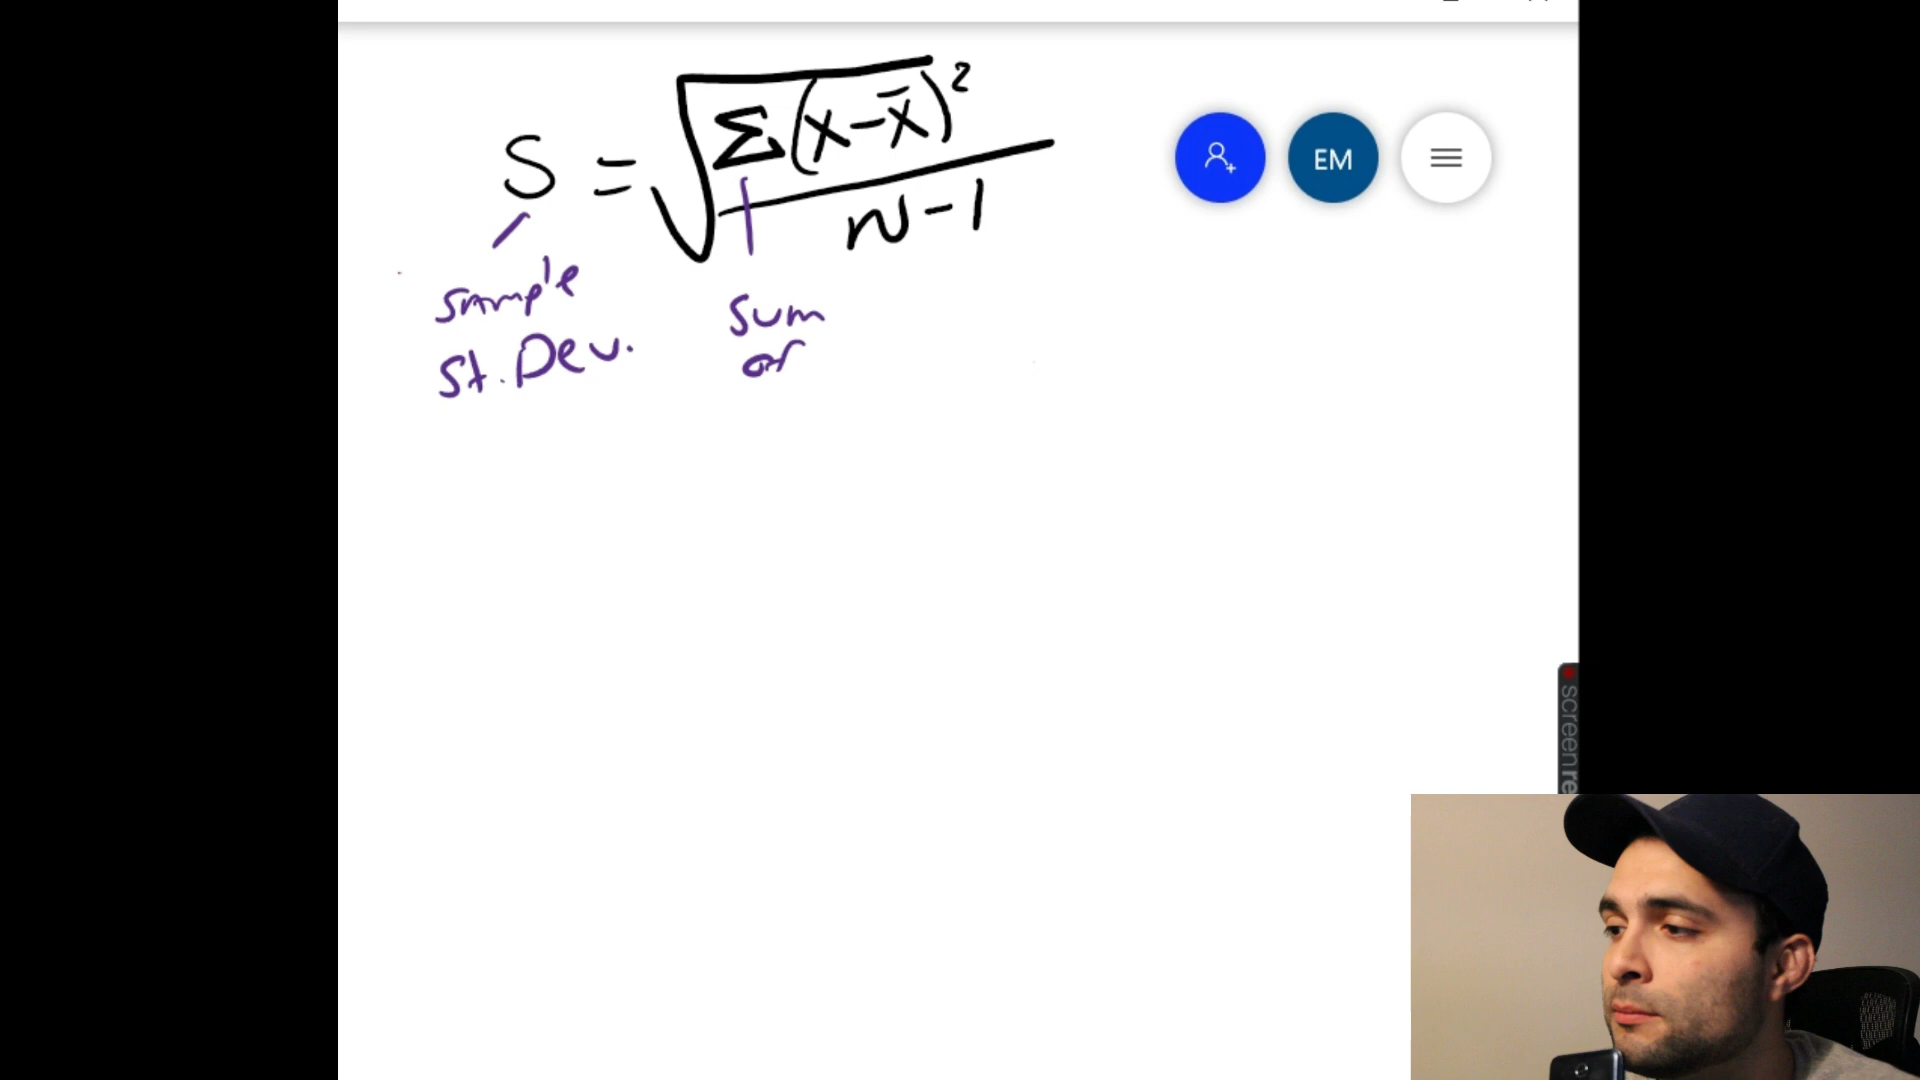 S = √Σ(x-x̄)²
n-1
EM
sample
St. Dev.
sum
of
screenre